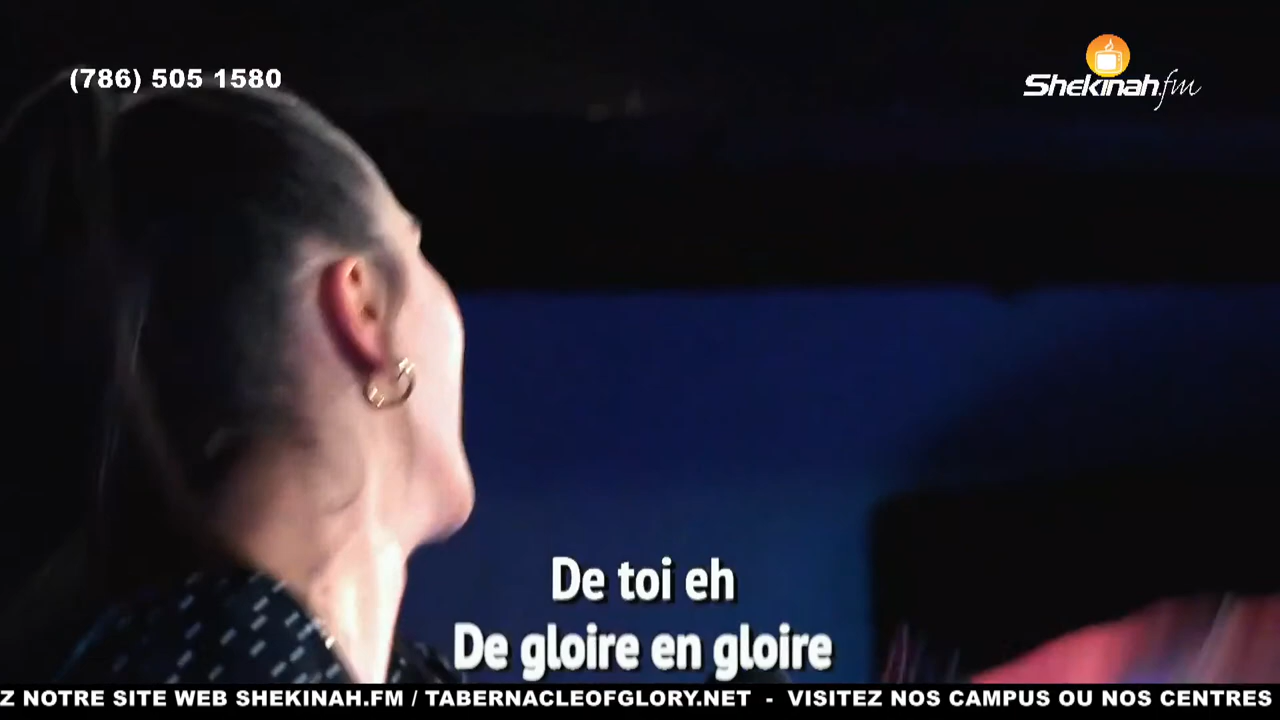 (786) 505 1580
Shekinah.fm
De toi eh
De gloire en gloire
Z NOTRE SITE WEB SHEKINAH.FM / TABERNACLEOFGLORY.NET - VISITEZ NOS CAMPUS OU NOS CENTRES